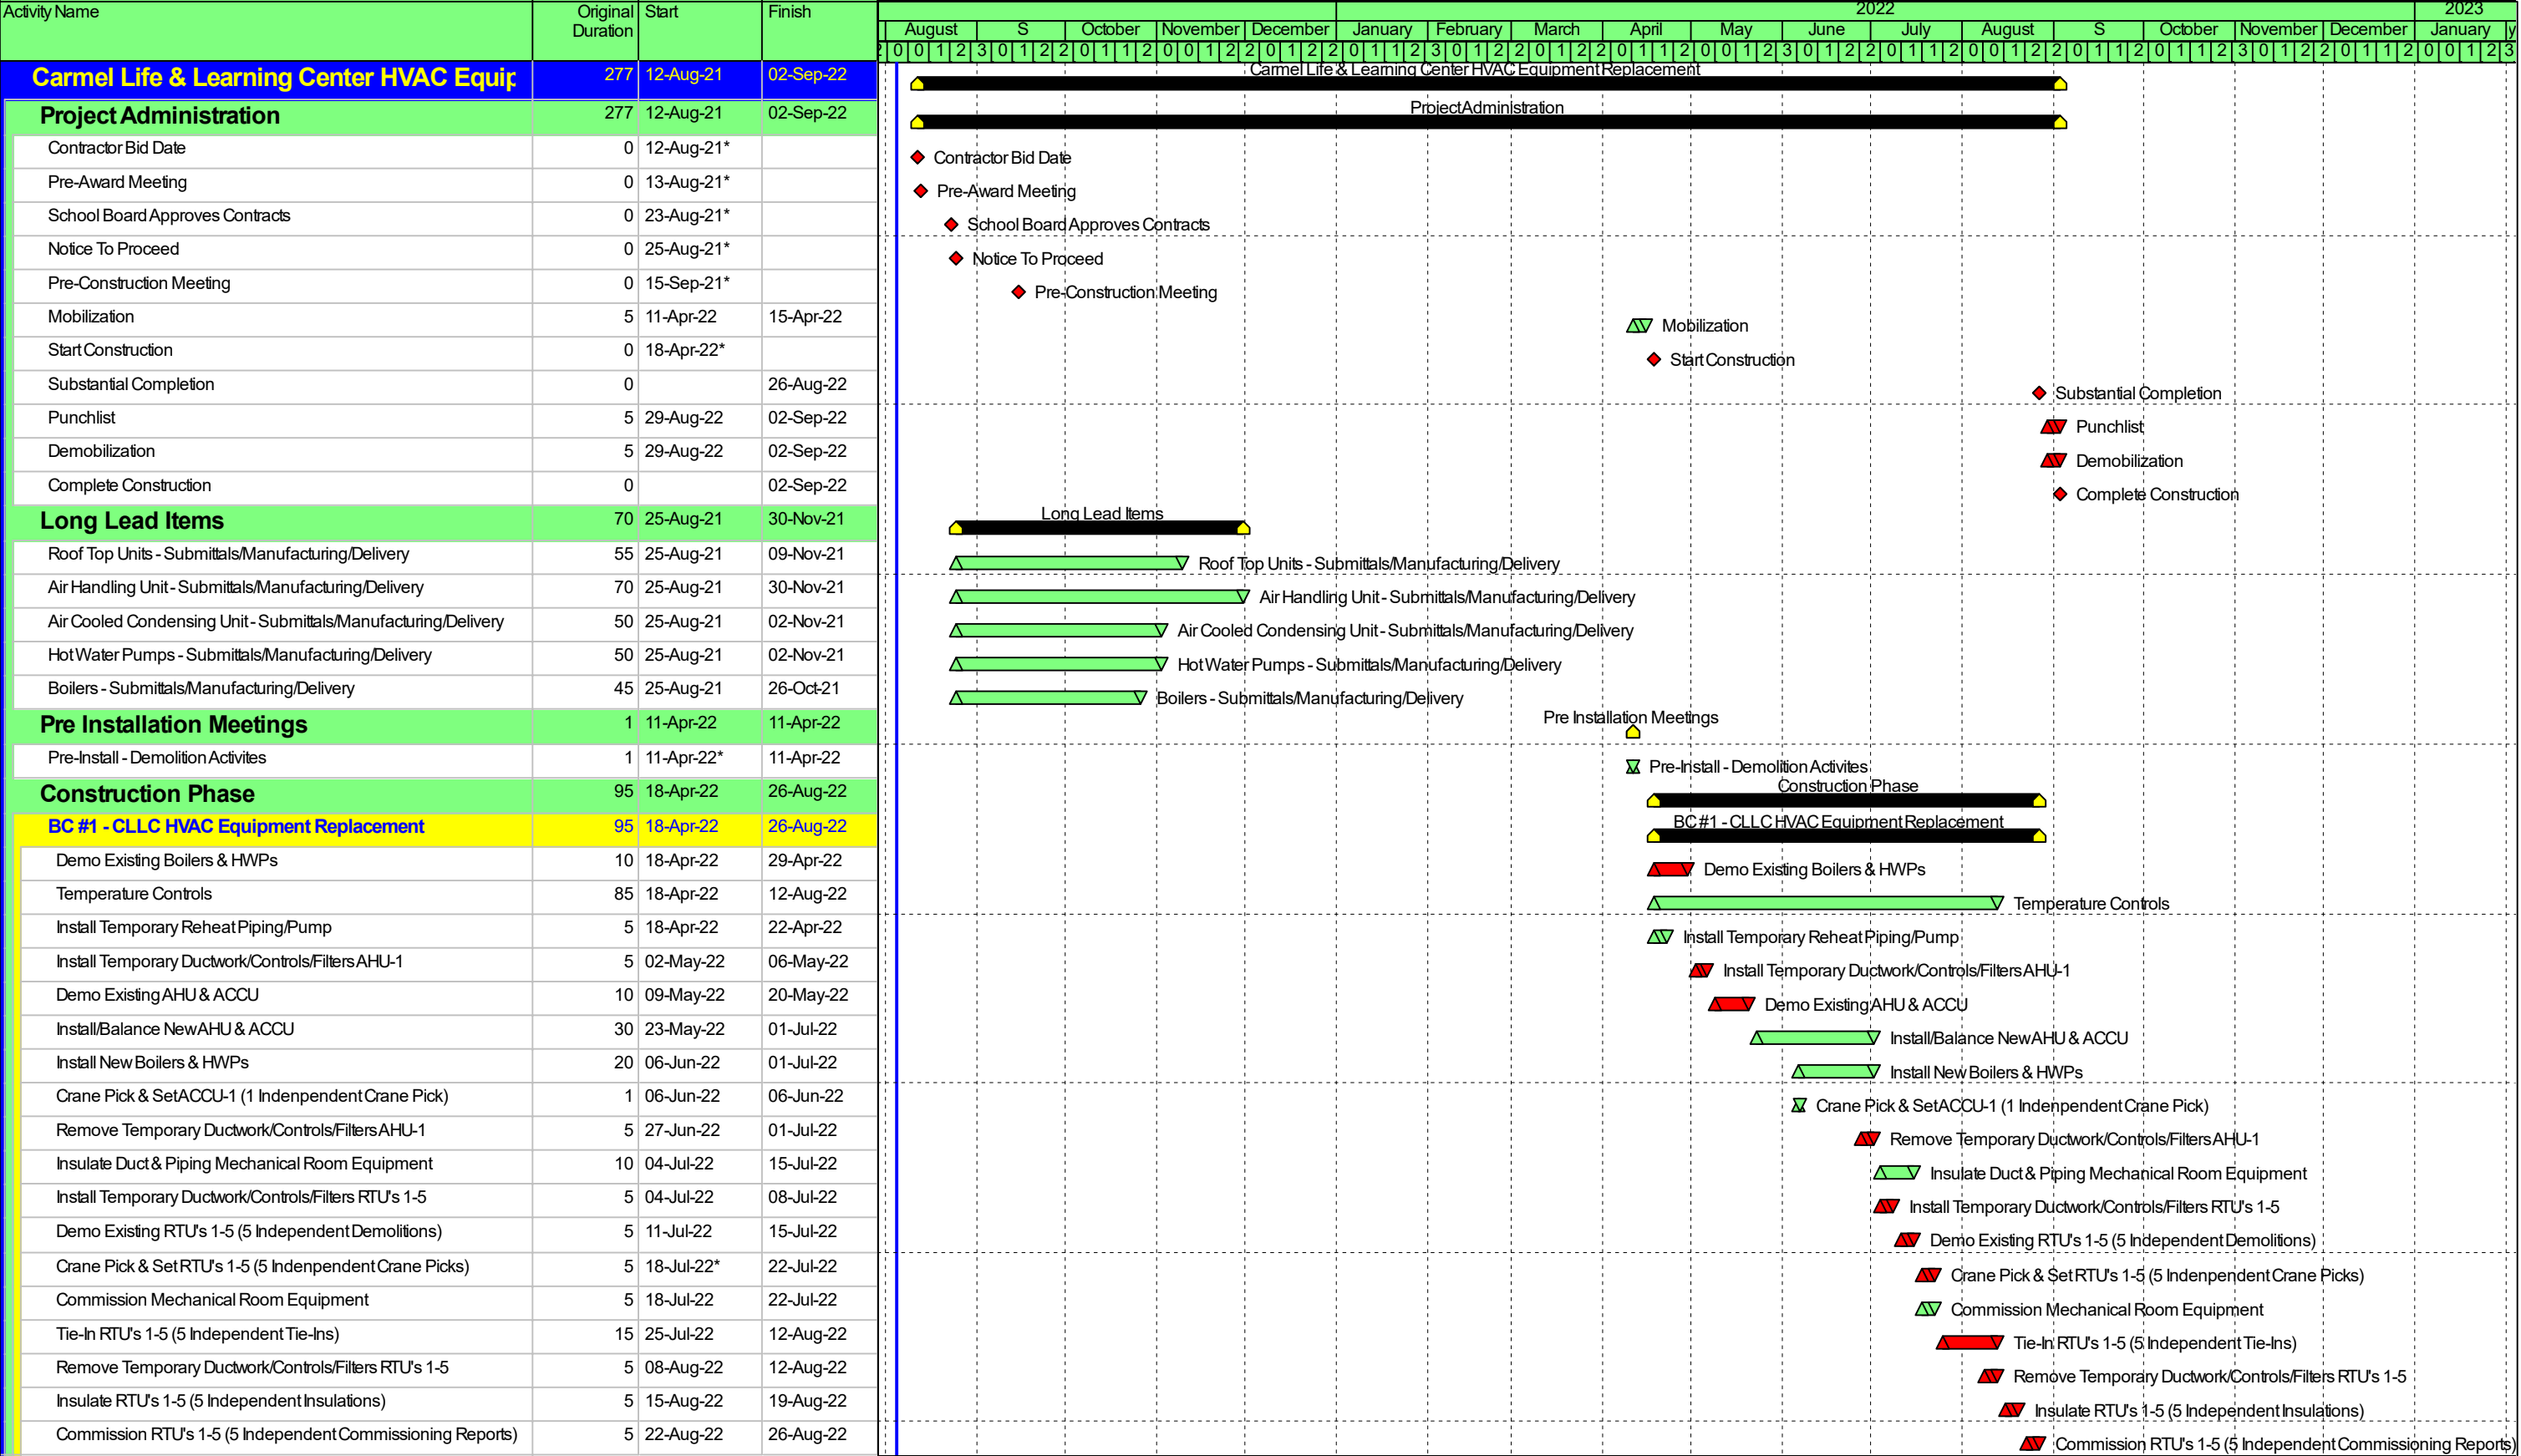 Activity Name Original Duration Start Finish
2022 2023
August S October November December January February March April May June July August S October November December January
Carmel Life & Learning Center HVAC Equip 277 12-Aug-21 02-Sep-22 Carmel Life & Learning Center HVAC Equipment Replacement
Project Administration 277 12-Aug-21 02-Sep-22 Project Administration
Contractor Bid Date 0 12-Aug-21* Contractor Bid Date
Pre-Award Meeting 0 13-Aug-21* Pre-Award Meeting
School Board Approves Contracts 0 23-Aug-21* School Board Approves Contracts
Notice To Proceed 0 25-Aug-21* Notice To Proceed
Pre-Construction Meeting 0 15-Sep-21* Pre-Construction Meeting
Mobilization 5 11-Apr-22 15-Apr-22 Mobilization
Start Construction 0 18-Apr-22* Start Construction
Substantial Completion 0 26-Aug-22 Substantial Completion
Punchlist 5 29-Aug-22 02-Sep-22 Punchlist
Demobilization 5 29-Aug-22 02-Sep-22 Demobilization
Complete Construction 0 02-Sep-22 Complete Construction
Long Lead Items 70 25-Aug-21 30-Nov-21 Long Lead Items
Roof Top Units - Submittals/Manufacturing/Delivery 55 25-Aug-21 09-Nov-21 Roof Top Units - Submittals/Manufacturing/Delivery
Air Handling Unit - Submittals/Manufacturing/Delivery 70 25-Aug-21 30-Nov-21 Air Handling Unit - Submittals/Manufacturing/Delivery
Air Cooled Condensing Unit - Submittals/Manufacturing/Delivery 50 25-Aug-21 02-Nov-21 Air Cooled Condensing Unit - Submittals/Manufacturing/Delivery
Hot Water Pumps - Submittals/Manufacturing/Delivery 50 25-Aug-21 02-Nov-21 Hot Water Pumps - Submittals/Manufacturing/Delivery
Boilers - Submittals/Manufacturing/Delivery 45 25-Aug-21 26-Oct-21 Boilers - Submittals/Manufacturing/Delivery
Pre Installation Meetings 1 11-Apr-22 11-Apr-22 Pre Installation Meetings
Pre-Install - Demolition Activites 1 11-Apr-22* 11-Apr-22 Pre-Install - Demolition Activites
Construction Phase 95 18-Apr-22 26-Aug-22 Construction Phase
BC #1 - CLLC HVAC Equipment Replacement 95 18-Apr-22 26-Aug-22 BC #1 - CLLC HVAC Equipment Replacement
Demo Existing Boilers & HWPs 10 18-Apr-22 29-Apr-22 Demo Existing Boilers & HWPs
Temperature Controls 85 18-Apr-22 12-Aug-22 Temperature Controls
Install Temporary Reheat Piping/Pump 5 18-Apr-22 22-Apr-22 Install Temporary Reheat Piping/Pump
Install Temporary Ductwork/Controls/Filters AHU-1 5 02-May-22 06-May-22 Install Temporary Ductwork/Controls/Filters AHU-1
Demo Existing AHU & ACCU 10 09-May-22 20-May-22 Demo Existing AHU & ACCU
Install/Balance New AHU & ACCU 30 23-May-22 01-Jul-22 Install/Balance New AHU & ACCU
Install New Boilers & HWPs 20 06-Jun-22 01-Jul-22 Install New Boilers & HWPs
Crane Pick & Set ACCU-1 (1 Indenpendent Crane Pick) 1 06-Jun-22 06-Jun-22 Crane Pick & Set ACCU-1 (1 Indenpendent Crane Pick)
Remove Temporary Ductwork/Controls/Filters AHU-1 5 27-Jun-22 01-Jul-22 Remove Temporary Ductwork/Controls/Filters AHU-1
Insulate Duct & Piping Mechanical Room Equipment 10 04-Jul-22 15-Jul-22 Insulate Duct & Piping Mechanical Room Equipment
Install Temporary Ductwork/Controls/Filters RTU's 1-5 5 04-Jul-22 08-Jul-22 Install Temporary Ductwork/Controls/Filters RTU's 1-5
Demo Existing RTU's 1-5 (5 Independent Demolitions) 5 11-Jul-22 15-Jul-22 Demo Existing RTU's 1-5 (5 Independent Demolitions)
Crane Pick & Set RTU's 1-5 (5 Indenpendent Crane Picks) 5 18-Jul-22* 22-Jul-22 Crane Pick & Set RTU's 1-5 (5 Indenpendent Crane Picks)
Commission Mechanical Room Equipment 5 18-Jul-22 22-Jul-22 Commission Mechanical Room Equipment
Tie-In RTU's 1-5 (5 Independent Tie-Ins) 15 25-Jul-22 12-Aug-22 Tie-In RTU's 1-5 (5 Independent Tie-Ins)
Remove Temporary Ductwork/Controls/Filters RTU's 1-5 5 08-Aug-22 12-Aug-22 Remove Temporary Ductwork/Controls/Filters RTU's 1-5
Insulate RTU's 1-5 (5 Independent Insulations) 5 15-Aug-22 19-Aug-22 Insulate RTU's 1-5 (5 Independent Insulations)
Commission RTU's 1-5 (5 Independent Commissioning Reports) 5 22-Aug-22 26-Aug-22 Commission RTU's 1-5 (5 Independent Commissioning Reports)